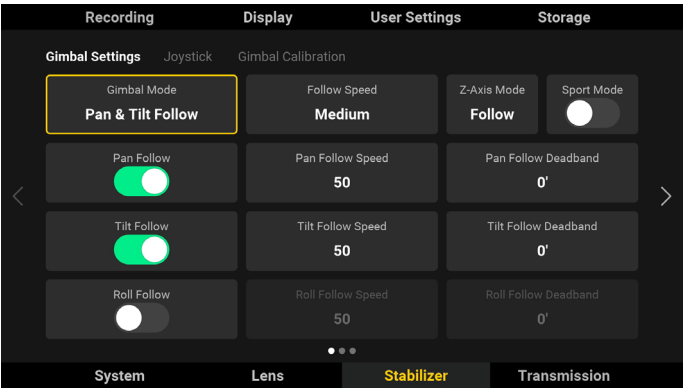 Recording Display User Settings Storage
Gimbal Settings Joystick Gimbal Calibration
Gimbal Mode Follow Speed Z-Axis Mode Sport Mode
Pan & Tilt Follow Medium Follow
Pan Follow Pan Follow Speed Pan Follow Deadband
50 0'
Tilt Follow Tilt Follow Speed Tilt Follow Deadband
50 0'
Roll Follow Roll Follow Speed Roll Follow Deadband
50 0'
System Lens Stabilizer Transmission